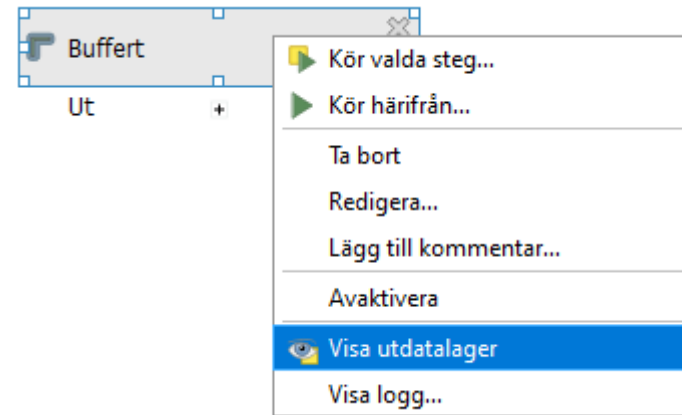 Buffert
Ut
Kör valda steg...
Kör härifrån...
Ta bort
Redigera...
Lägg till kommentar...
Avaktivera
Visa utdatalager
Visa logg...